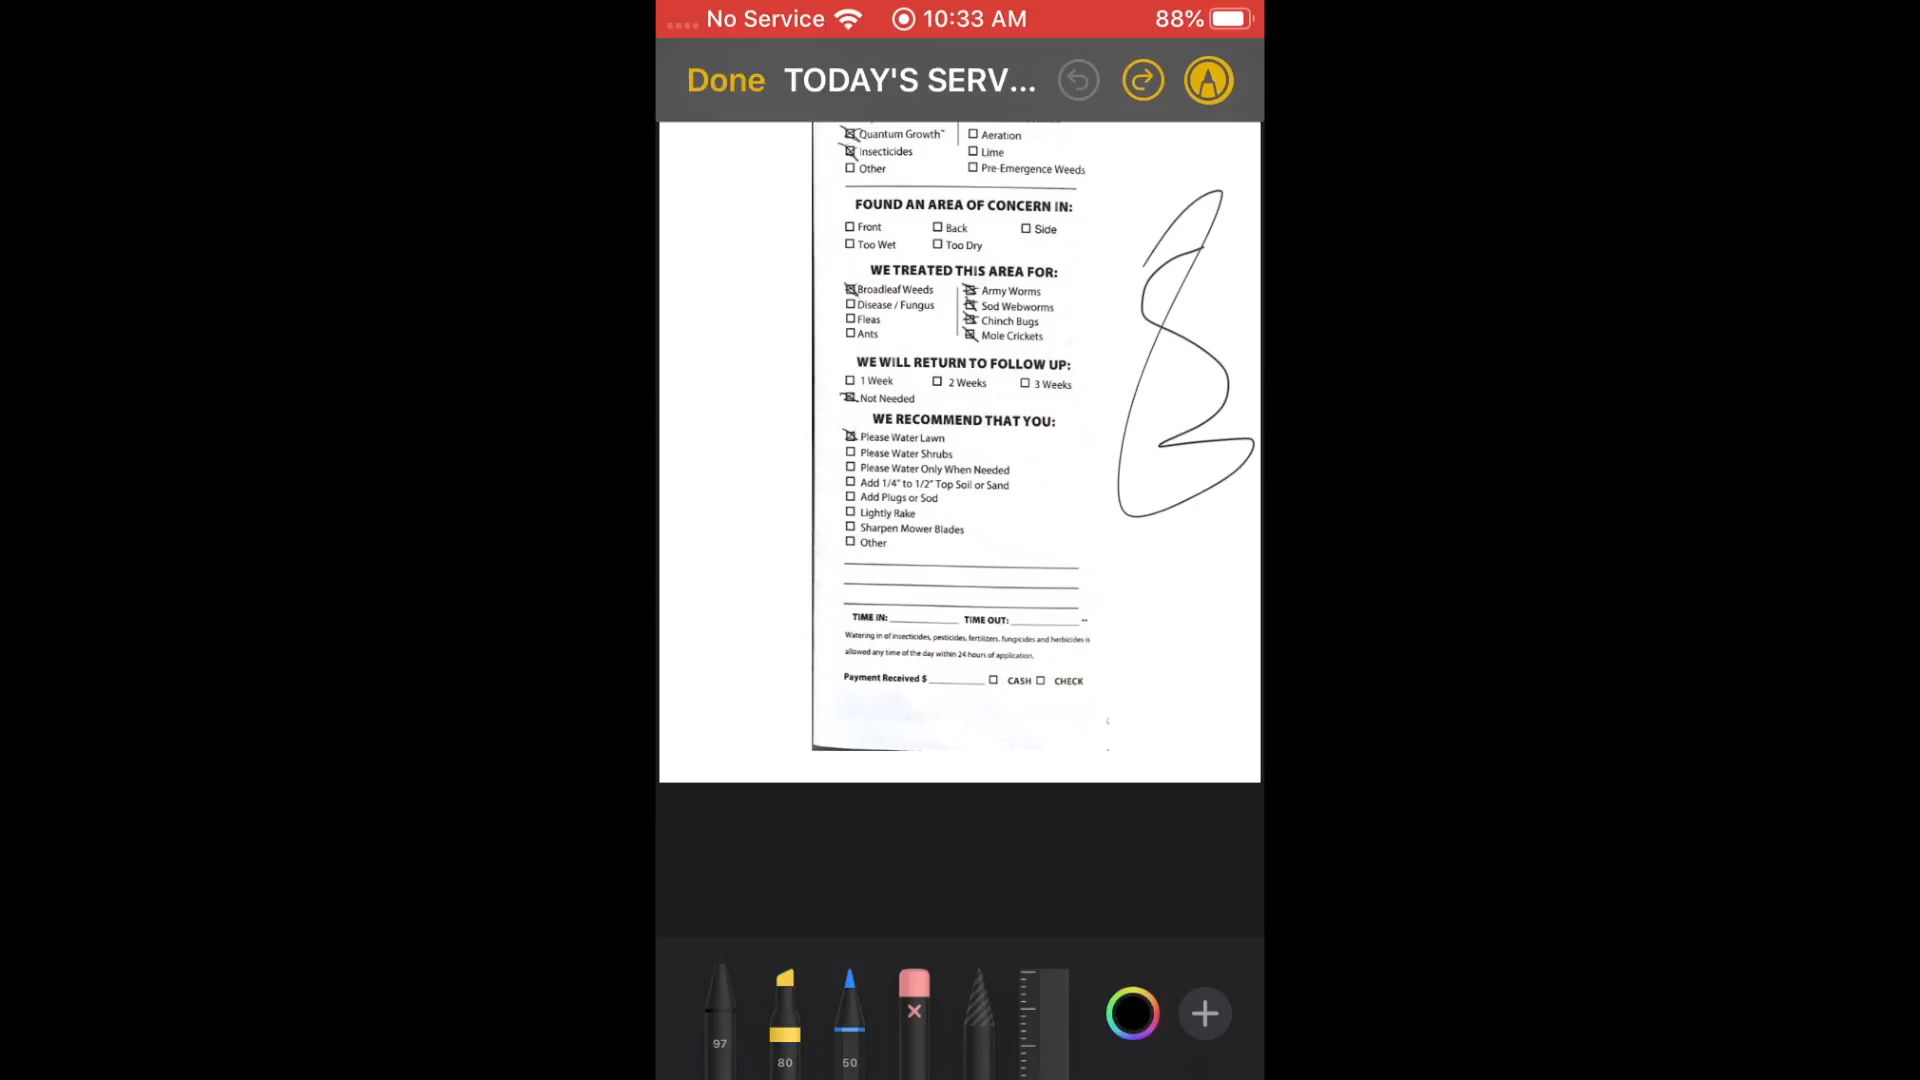 No Service 10:33 AM 88%
Done TODAY'S SERV...
Quantum Growth™ Aeration
Insecticides Lime
Other Pre-Emergence Weeds
FOUND AN AREA OF CONCERN IN:
Front Back Side
Too Wet Too Dry
WE TREATED THIS AREA FOR:
Broadleaf Weeds Army Worms
Disease / Fungus Sod Webworms
Fleas Chinch Bugs
Ants Mole Crickets
WE WILL RETURN TO FOLLOW UP:
1 Week 2 Weeks 3 Weeks
Not Needed
WE RECOMMEND THAT YOU:
Please Water Lawn
Please Water Shrubs
Please Water Only When Needed
Add 1/4" to 1/2" Top Soil or Sand
Add Plugs or Sod
Lightly Rake
Sharpen Mower Blades
Other
TIME IN: TIME OUT:
Watering in of insecticides, pesticides, fertilizers, fungicides and herbicides is
allowed any time of the day within 24 hours of application.
Payment Received $ CASH CHECK
97 80 50